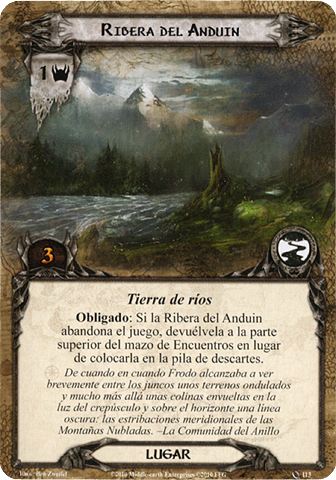 Ribera del Anduin
1
3
Tierra de ríos
Obligado: Si la Ribera del Anduin
abandona el juego, devuélvela a la parte
superior del mazo de Encuentros en lugar
de colocarla en la pila de descartes.
De cuando en cuando Frodo alcanzaba a ver
brevemente entre los juncos unos terrenos ondulados
y mucho más allá unas colinas envueltas en la
luz del crepúsculo y sobre el horizonte una línea
oscura: las estribaciones meridionales de las
Montañas Nubladas. –La Comunidad del Anillo
LUGAR
Middle-earth Enterprises ©2010 FFG
113